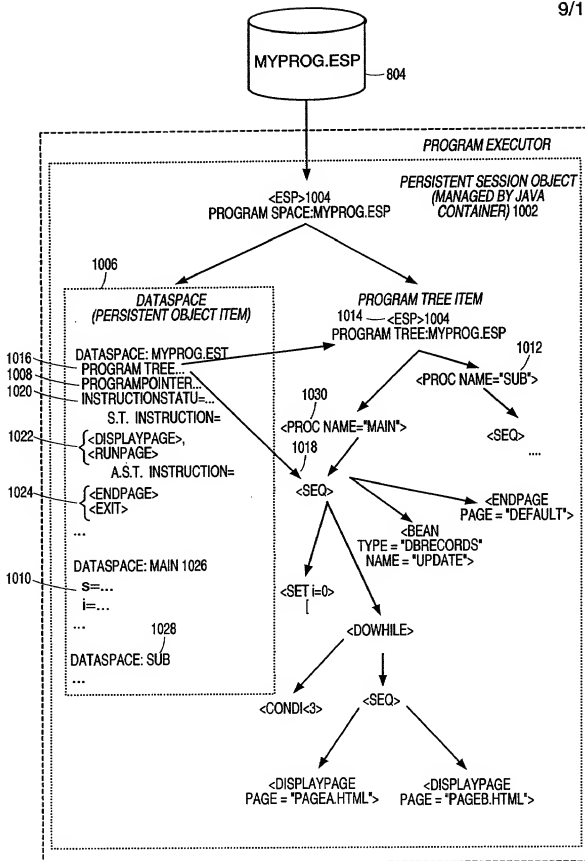 9/1
MYPROG.ESP
804
PROGRAM EXECUTOR
PERSISTENT SESSION OBJECT
(MANAGED BY JAVA
CONTAINER) 1002
<ESP>1004
PROGRAM SPACE:MYPROG.ESP
1006
DATASPACE
(PERSISTENT OBJECT ITEM)
PROGRAM TREE ITEM
1014
<ESP>1004
PROGRAM TREE:MYPROG.ESP
DATASPACE: MYPROG.EST
1016
PROGRAM TREE...
1008
PROGRAMPOINTER...
1020
INSTRUCTIONSTATU=...
S.T. INSTRUCTION=
1022
<DISPLAYPAGE>,
<RUNPAGE>
A.S.T. INSTRUCTION=
1024
<ENDPAGE>
<EXIT>
...
DATASPACE: MAIN 1026
1010
s=...
i=...
...
1028
DATASPACE: SUB
...
1012
<PROC NAME="SUB">
<SEQ>
....
1030
<PROC NAME="MAIN">
1018
<SEQ>
<ENDPAGE
PAGE = "DEFAULT">
<BEAN
TYPE = "DBRECORDS"
NAME = "UPDATE">
<SET i=0>
[
<DOWHILE>
<CONDI<3>
<SEQ>
<DISPLAYPAGE
PAGE = "PAGEA.HTML">
<DISPLAYPAGE
PAGE = "PAGEB.HTML">